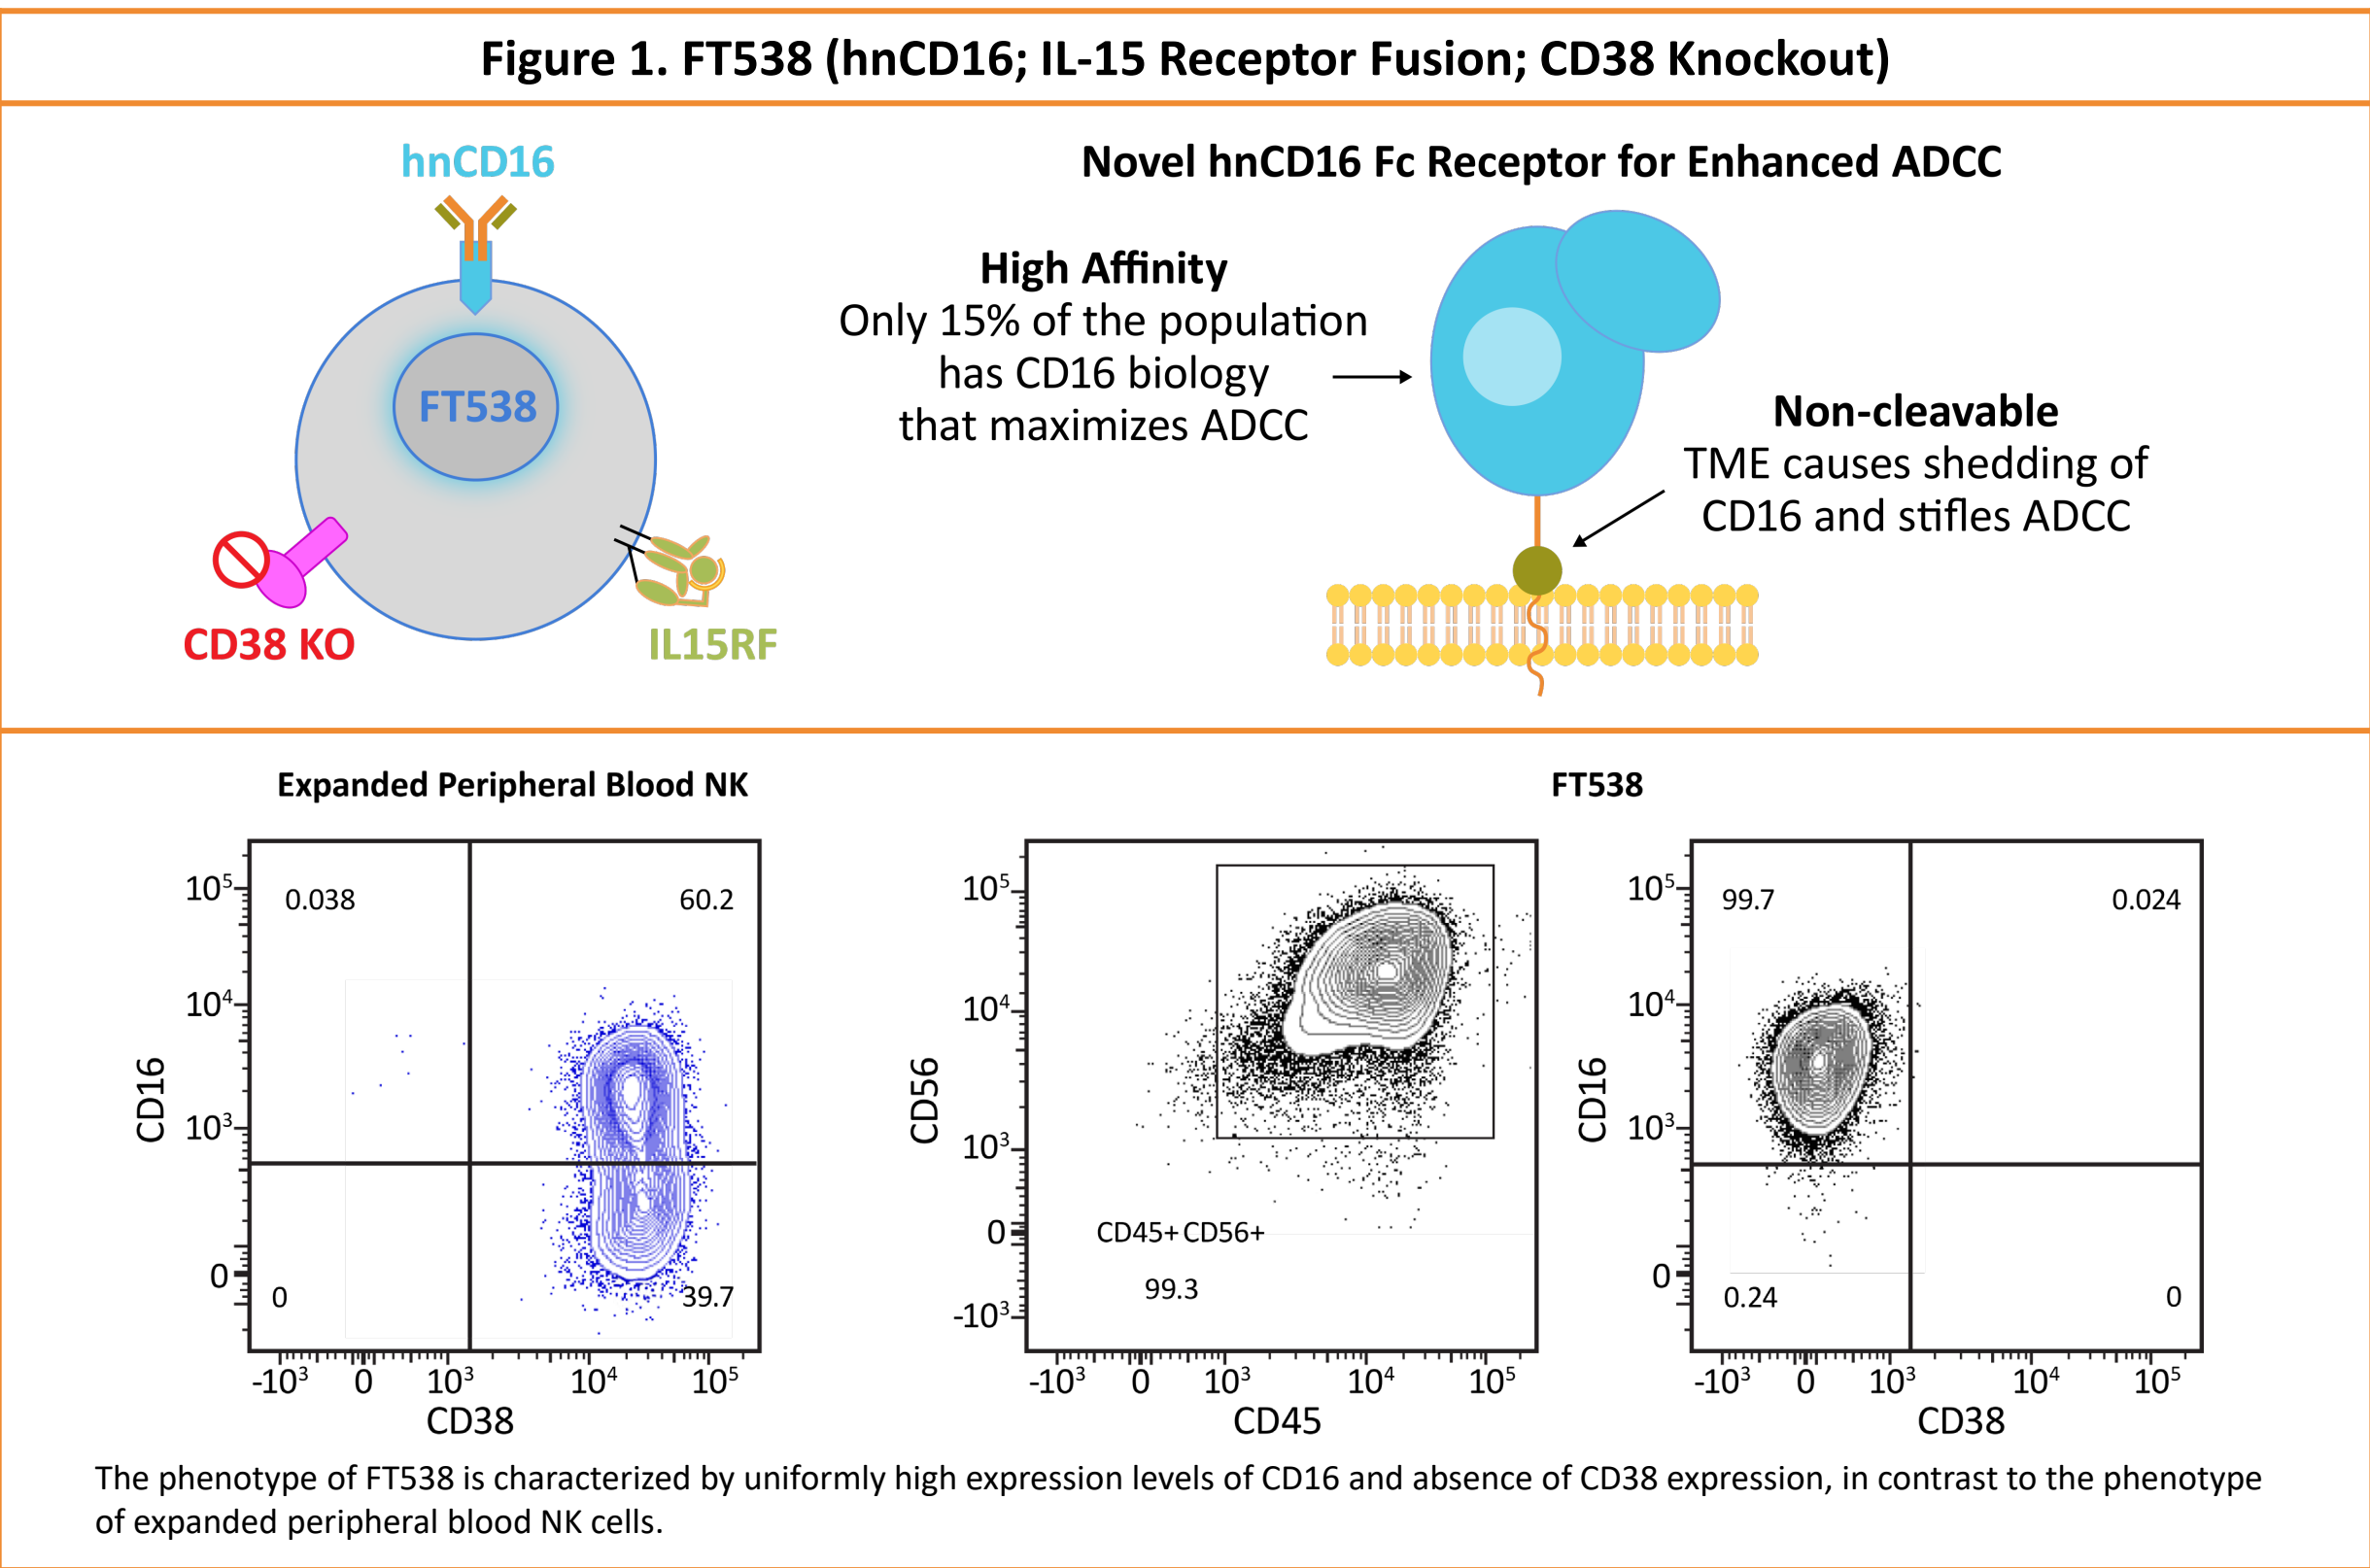 Figure 1. FT538 (hnCD16; IL-15 Receptor Fusion; CD38 Knockout)
hnCD16
FT538
CD38 KO
IL15RF
Novel hnCD16 Fc Receptor for Enhanced ADCC
High Affinity
Only 15% of the population
has CD16 biology
that maximizes ADCC
Non-cleavable
TME causes shedding of
CD16 and stifles ADCC
Expanded Peripheral Blood NK
CD16
10⁵
10⁴
10³
0
0.038
60.2
0
39.7
-10³ 0 10³ 10⁴ 10⁵
CD38
FT538
CD56
10⁵
10⁴
10³
0
-10³
CD45+CD56+
99.3
-10³ 0 10³ 10⁴ 10⁵
CD45
CD16
10⁵
10⁴
10³
0
99.7
0.024
0.24
0
-10³ 0 10³ 10⁴ 10⁵
CD38
The phenotype of FT538 is characterized by uniformly high expression levels of CD16 and absence of CD38 expression, in contrast to the phenotype
of expanded peripheral blood NK cells.